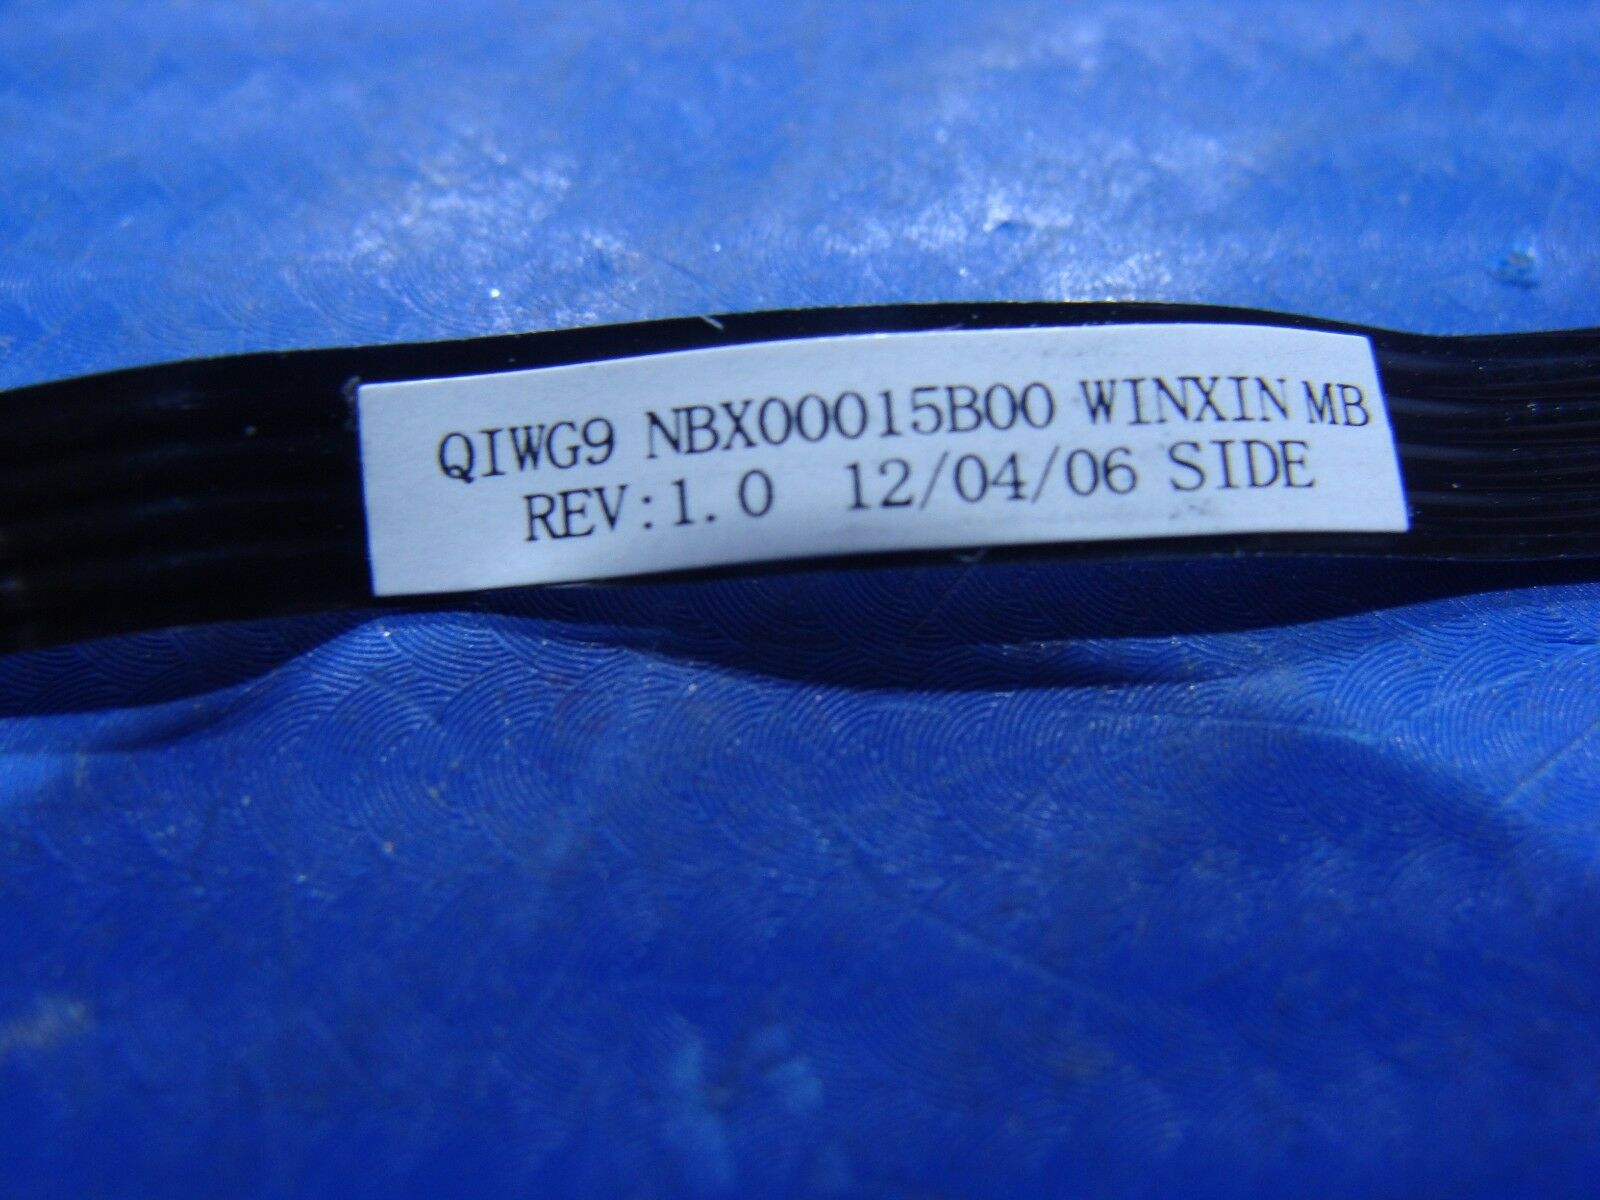 QIWG9 NBX00015B00 WINXIN MB
REV:1.0 12/04/06 SIDE